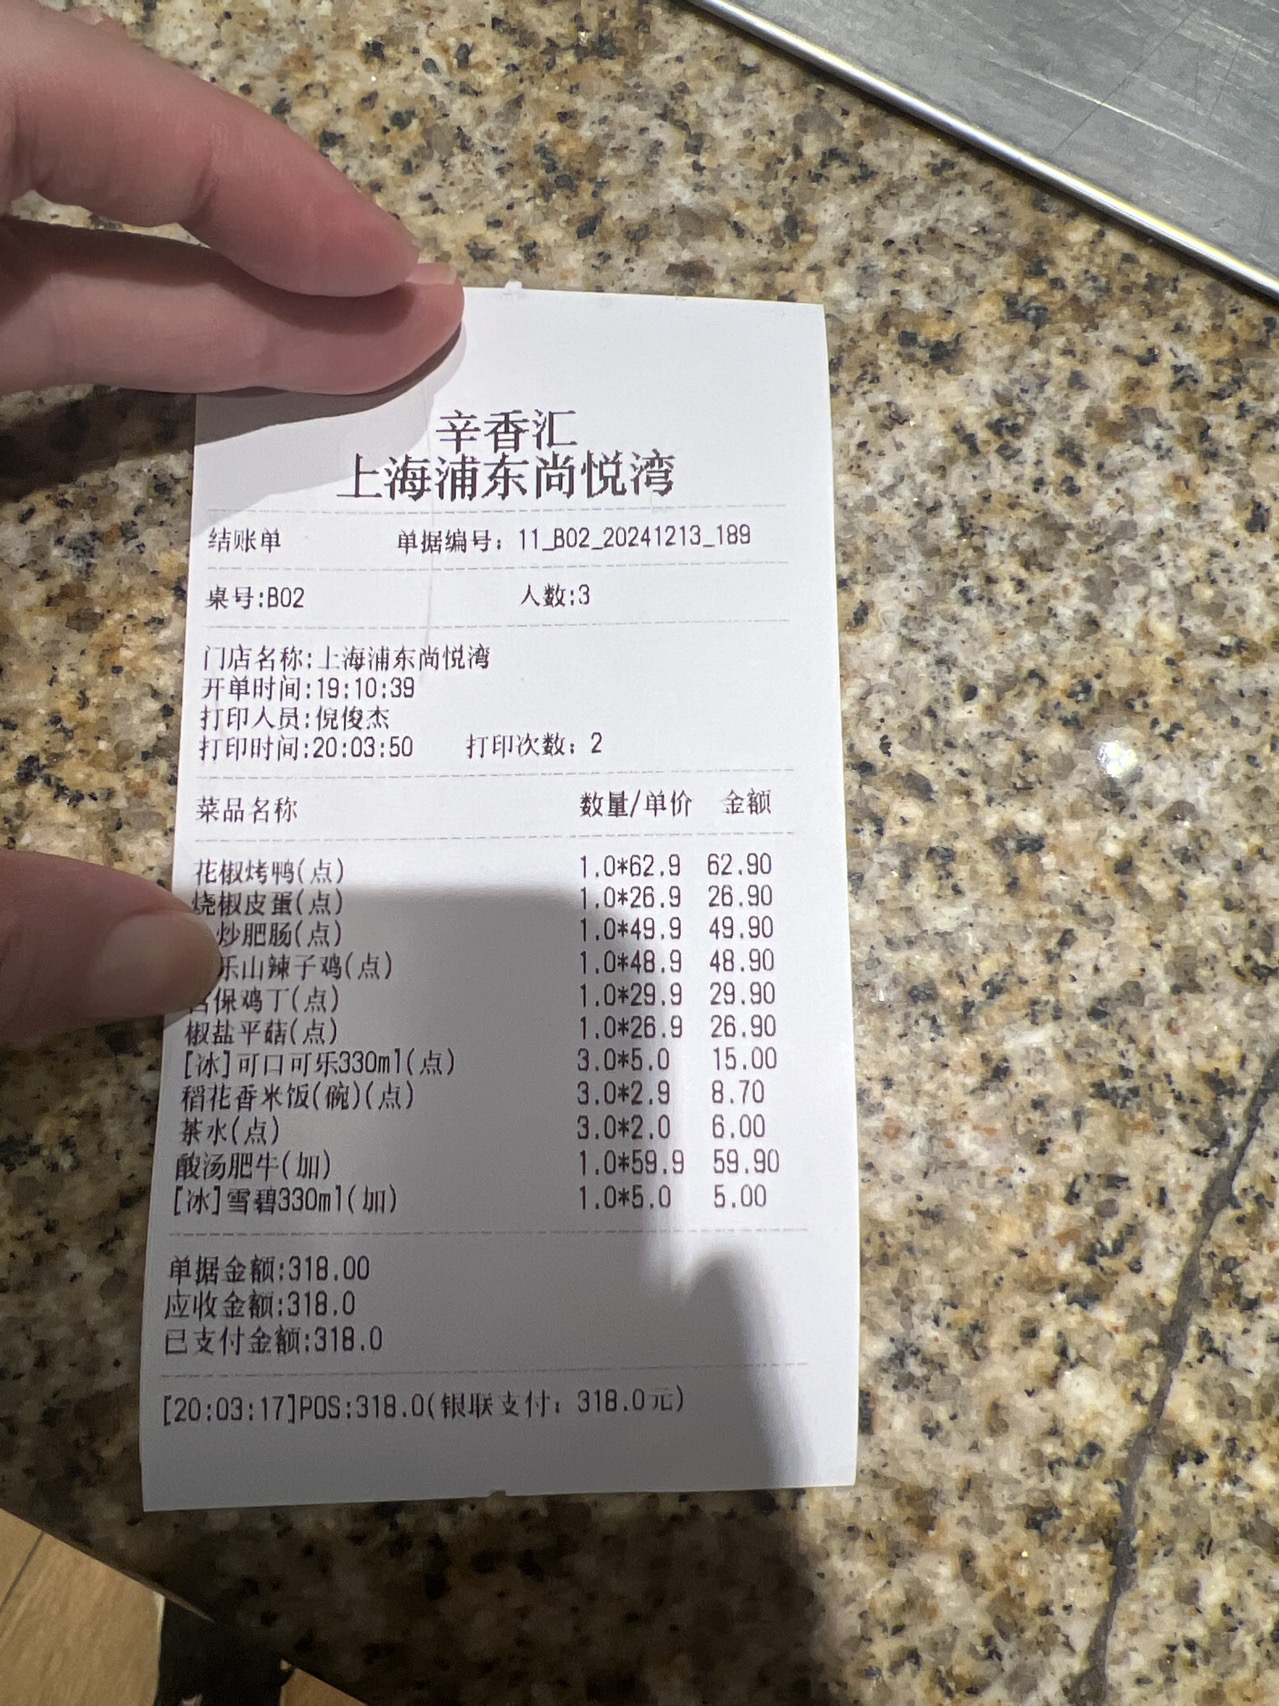 辛香汇
上海浦东尚悦湾
结账单 单据编号: 11_B02_20241213_189
桌号:B02 人数:3
门店名称:上海浦东尚悦湾
开单时间:19:10:39
打印人员:倪俊杰
打印时间:20:03:50 打印次数: 2
菜品名称 数量/单价 金额
花椒烤鸭(点) 1.0*62.9 62.90
烧椒皮蛋(点) 1.0*26.9 26.90
炒肥肠(点) 1.0*49.9 49.90
乐山辣子鸡(点) 1.0*48.9 48.90
宫保鸡丁(点) 1.0*29.9 29.90
椒盐平菇(点) 1.0*26.9 26.90
[冰]可口可乐330ml(点) 3.0*5.0 15.00
稻花香米饭(碗)(点) 3.0*2.9 8.70
茶水(点) 3.0*2.0 6.00
酸汤肥牛(加) 1.0*59.9 59.90
[冰]雪碧330ml(加) 1.0*5.0 5.00
单据金额:318.00
应收金额:318.0
已支付金额:318.0
[20:03:17]POS:318.0(银联支付: 318.0元)